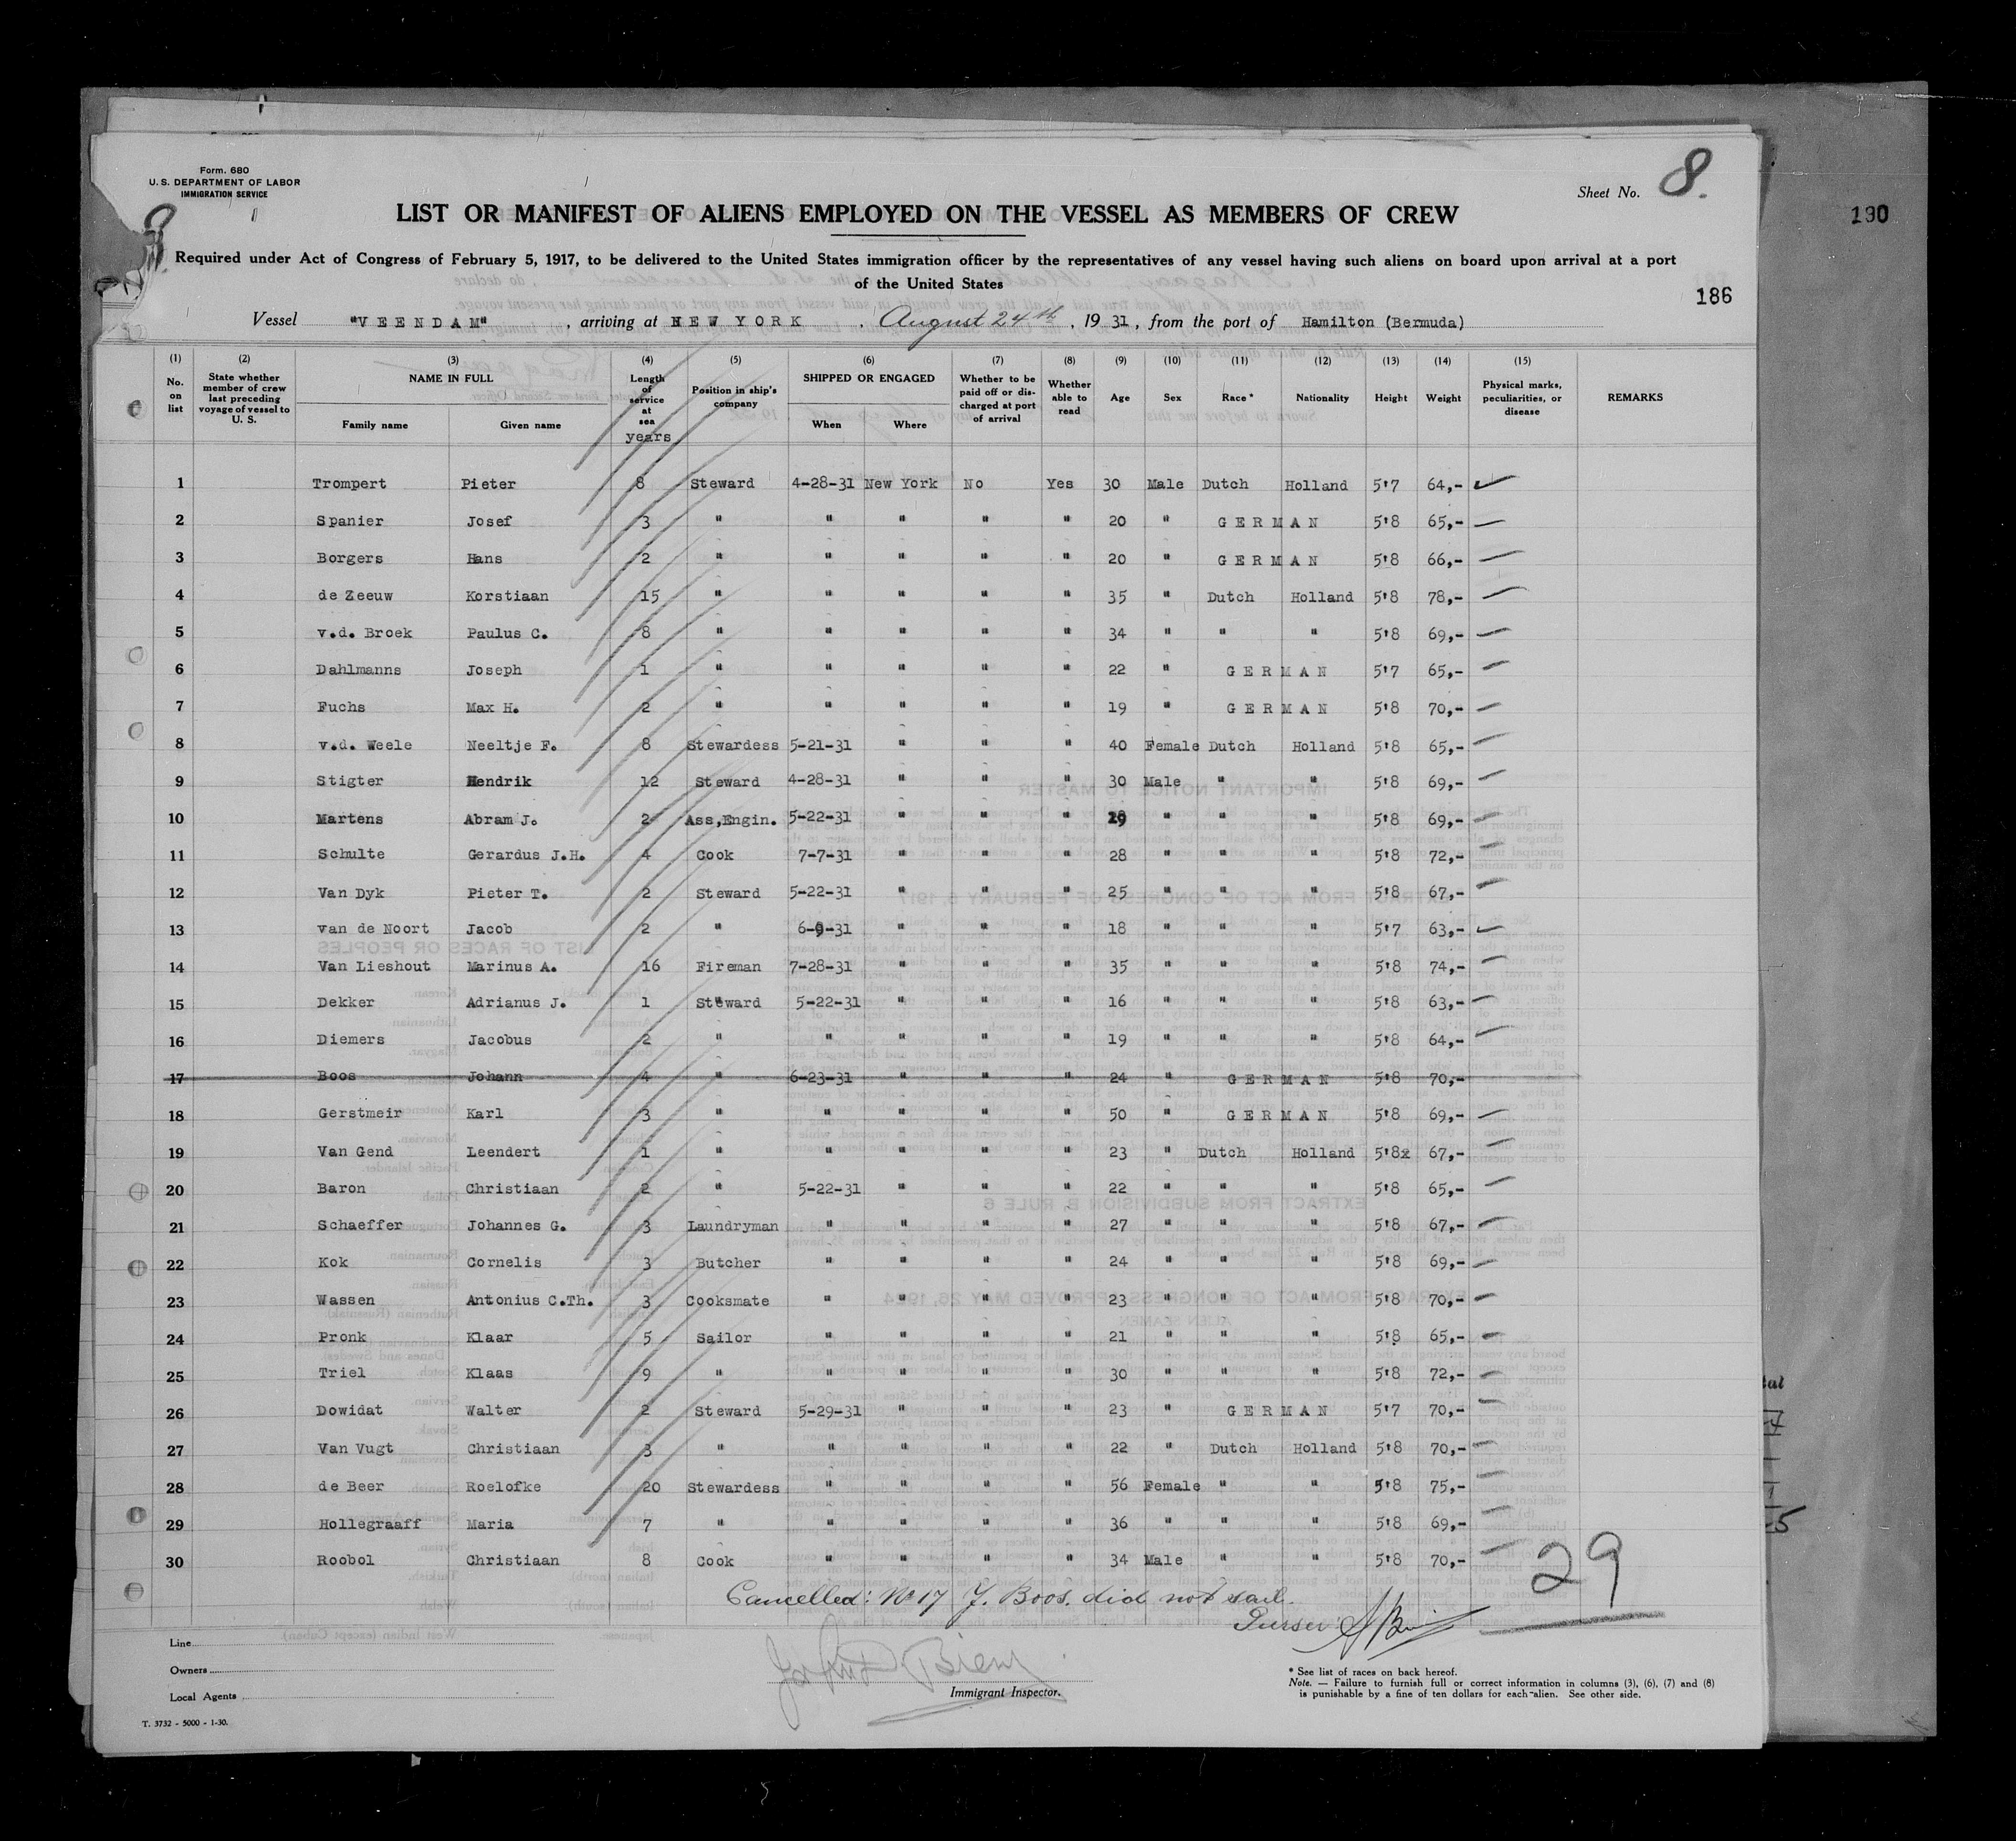 Form. 680
U. S. DEPARTMENT OF LABOR
IMMIGRATION SERVICE
Sheet No. 8.
8
190
LIST OR MANIFEST OF ALIENS EMPLOYED ON THE VESSEL AS MEMBERS OF CREW
Required under Act of Congress of February 5, 1917, to be delivered to the United States immigration officer by the representatives of any vessel having such aliens on board upon arrival at a port
of the United States
186
Vessel "VEENDAM" , arriving at NEW YORK , August 24th , 1931, from the port of Hamilton (Bermuda)
(1) (2) (3) (4) (5) (6) (7) (8) (9) (10) (11) (12) (13) (14) (15)
No. on list State whether member of crew last preceding voyage of vessel to U. S. NAME IN FULL Family name Given name Length of service at sea years Position in ship's company SHIPPED OR ENGAGED When Where Whether to be paid off or discharged at port of arrival Whether able to read Age Sex Race * Nationality Height Weight Physical marks, peculiarities, or disease REMARKS
1 Trompert Pieter 8 Steward 4-28-31 New York No Yes 30 Male Dutch Holland 5'7 64,-
2 Spanier Josef 3 " " " " " 20 " GERMAN 5'8 65,-
3 Borgers Hans 2 " " " " " 20 " GERMAN 5'8 66,-
4 de Zeeuw Korstiaan 15 " " " " " 35 " Dutch Holland 5'8 78,-
5 v.d. Broek Paulus C. 8 " " " " " 34 " " " 5'8 69,-
6 Dahlmanns Joseph 1 " " " " " 22 " GERMAN 5'7 65,-
7 Fuchs Max H. 2 " " " " " 19 " GERMAN 5'8 70,-
8 v.d. Weele Neeltje F. 8 Stewardess 5-21-31 " " " 40 Female Dutch Holland 5'8 65,-
9 Stigter Hendrik 12 Steward 4-28-31 " " " 30 Male " " 5'8 69,-
10 Martens Abram J. 2 Ass,Engin. 5-22-31 " " " 29 " " " 5'8 69,-
11 Schulte Gerardus J.H. 4 Cook 7-7-31 " " " 28 " " " 5'8 72,-
12 Van Dyk Pieter T. 2 Steward 5-22-31 " " " 25 " " " 5'8 67,-
13 van de Noort Jacob 2 " 6-9-31 " " " 18 " " " 5'7 63,-
14 Van Lieshout Marinus A. 16 Fireman 7-28-31 " " " 35 " " " 5'8 74,-
15 Dekker Adrianus J. 1 Steward 5-22-31 " " " 16 " " " 5'8 63,-
16 Diemers Jacobus 2 " " " " " 19 " " " 5'8 64,-
17 Boos Johann 4 " 6-23-31 " " " 24 " GERMAN 5'8 70,-
18 Gerstmeir Karl 3 " " " " " 50 " GERMAN 5'8 69,-
19 Van Gend Leendert 1 " " " " " 23 " Dutch Holland 5'8x 67,-
20 Baron Christiaan 2 " 5-22-31 " " " 22 " " " 5'8 65,-
21 Schaeffer Johannes G. 3 Laundryman " " " " 27 " " " 5'8 67,-
22 Kok Cornelis 3 Butcher " " " " 24 " " " 5'8 69,-
23 Wassen Antonius C.Th. 3 Cooksmate " " " " 23 " " " 5'8 70,-
24 Pronk Klaar 5 Sailor " " " " 21 " " " 5'8 65,-
25 Triel Klaas 9 " " " " " 30 " " " 5'8 72,-
26 Dowidat Walter 2 Steward 5-29-31 " " " 23 " GERMAN 5'7 70,-
27 Van Vugt Christiaan 3 " " " " " 22 " Dutch Holland 5'8 70,-
28 de Beer Roelofke 20 Stewardess " " " " 56 Female " " 5'8 75,-
29 Hollegraaff Maria 7 " " " " " 36 " " 5'8 69,-
30 Roobol Christiaan 8 Cook " " " " 34 Male " " 5'8 70,-
29
Cancelled: No 17 J. Boos. did not sail.
Purser
Line
Owners
Local Agents
Immigrant Inspector.
* See list of races on back hereof.
Note. — Failure to furnish full or correct information in columns (3), (6), (7) and (8)
is punishable by a fine of ten dollars for each alien. See other side.
T. 3732 - 5000 - 1-30.